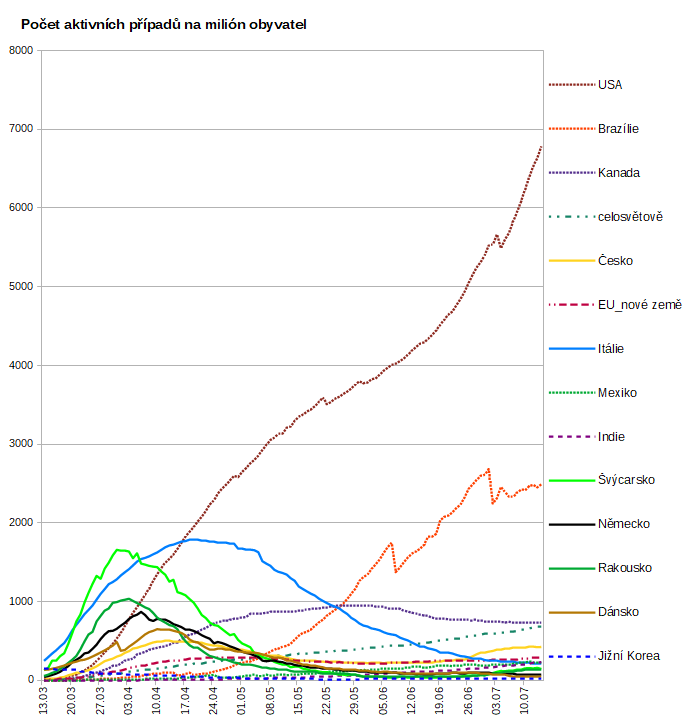 Počet aktivních případů na milión obyvatel
8000
7000
6000
5000
4000
3000
2000
1000
0
USA
Brazílie
Kanada
celosvětově
Česko
EU_nové země
Itálie
Mexiko
Indie
Švýcarsko
Německo
Rakousko
Dánsko
Jižní Korea
13.03
20.03
27.03
03.04
10.04
17.04
24.04
01.05
08.05
15.05
22.05
29.05
05.06
12.06
19.06
26.06
03.07
10.07